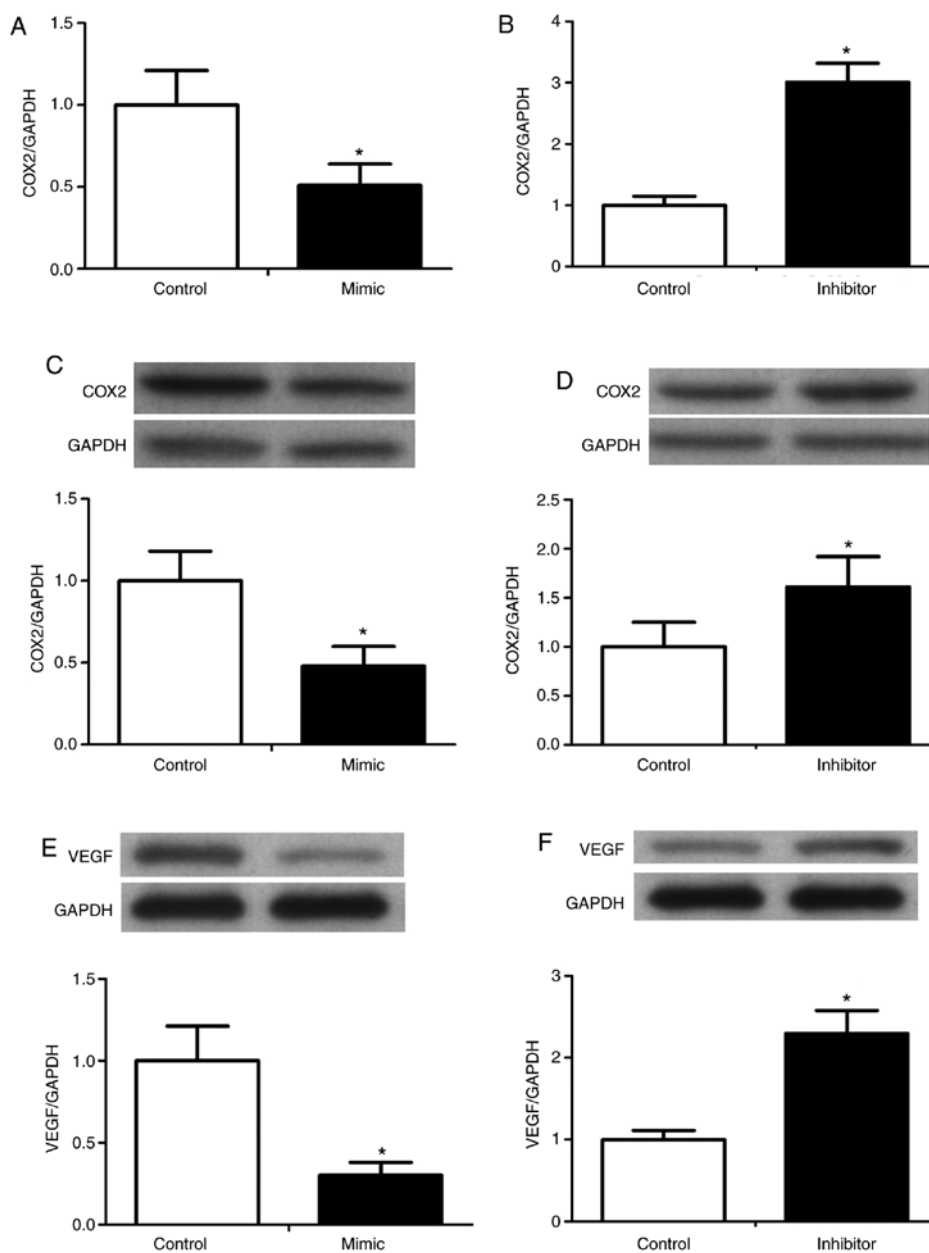 A
COX2/GAPDH
1.5
1.0
0.5
0.0
*
Control Mimic
B
COX2/GAPDH
4
3
2
1
0
*
Control Inhibitor
C
COX2
GAPDH
COX2/GAPDH
1.5
1.0
0.5
0.0
*
Control Mimic
D
COX2
GAPDH
COX2/GAPDH
2.5
2.0
1.5
1.0
0.5
0.0
*
Control Inhibitor
E
VEGF
GAPDH
VEGF/GAPDH
1.5
1.0
0.5
0.0
*
Control Mimic
F
VEGF
GAPDH
VEGF/GAPDH
3
2
1
0
*
Control Inhibitor